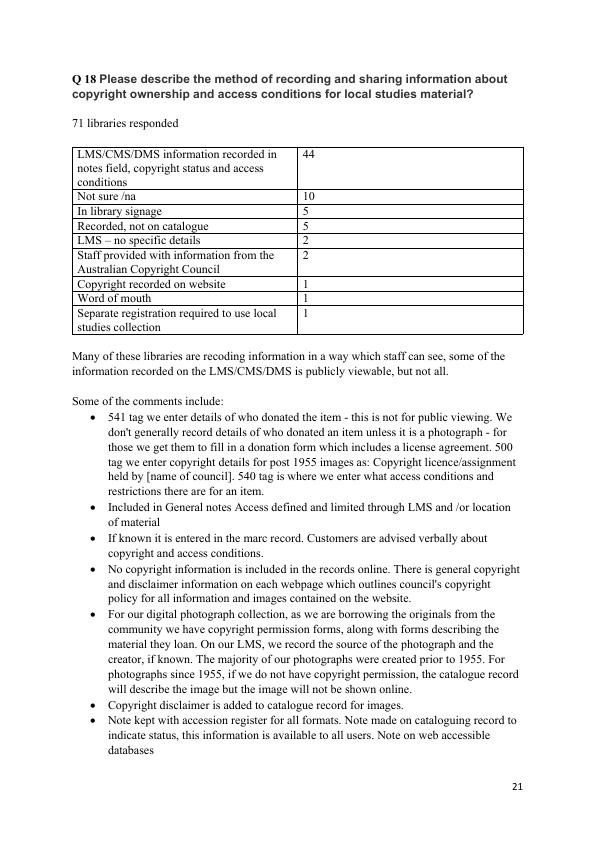 Q 18 Please describe the method of recording and sharing information about
copyright ownership and access conditions for local studies material?
71 libraries responded
LMS/CMS/DMS information recorded in 44
notes field, copyright status and access
conditions
Not sure /na 10
In library signage 5
Recorded, not on catalogue 5
LMS – no specific details 2
Staff provided with information from the 2
Australian Copyright Council
Copyright recorded on website 1
Word of mouth 1
Separate registration required to use local 1
studies collection
Many of these libraries are recoding information in a way which staff can see, some of the
information recorded on the LMS/CMS/DMS is publicly viewable, but not all.
Some of the comments include:
• 541 tag we enter details of who donated the item - this is not for public viewing. We
don't generally record details of who donated an item unless it is a photograph - for
those we get them to fill in a donation form which includes a license agreement. 500
tag we enter copyright details for post 1955 images as: Copyright licence/assignment
held by [name of council]. 540 tag is where we enter what access conditions and
restrictions there are for an item.
• Included in General notes Access defined and limited through LMS and /or location
of material
• If known it is entered in the marc record. Customers are advised verbally about
copyright and access conditions.
• No copyright information is included in the records online. There is general copyright
and disclaimer information on each webpage which outlines council's copyright
policy for all information and images contained on the website.
• For our digital photograph collection, as we are borrowing the originals from the
community we have copyright permission forms, along with forms describing the
material they loan. On our LMS, we record the source of the photograph and the
creator, if known. The majority of our photographs were created prior to 1955. For
photographs since 1955, if we do not have copyright permission, the catalogue record
will describe the image but the image will not be shown online.
• Copyright disclaimer is added to catalogue record for images.
• Note kept with accession register for all formats. Note made on cataloguing record to
indicate status, this information is available to all users. Note on web accessible
databases
21